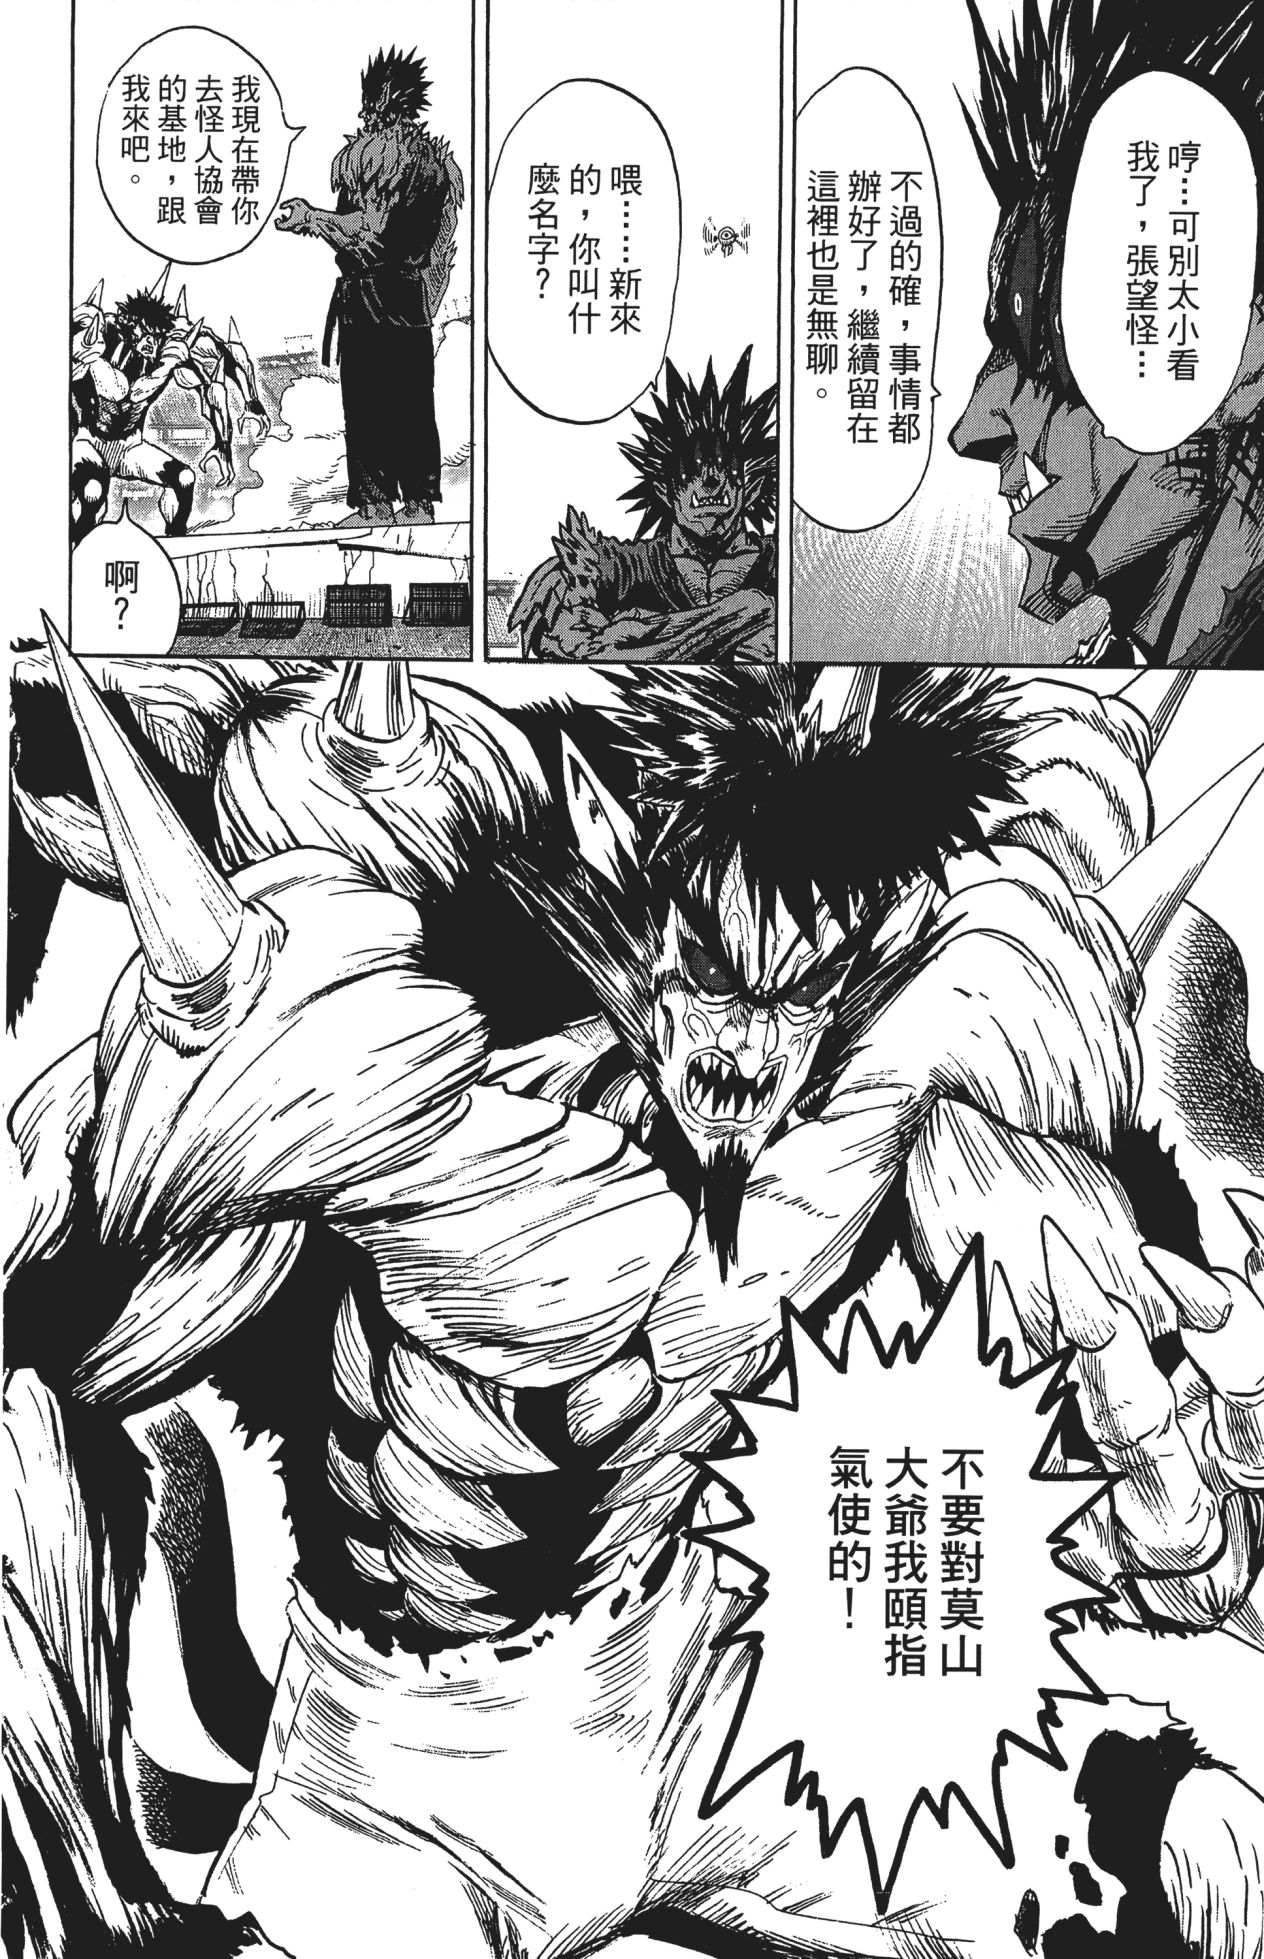 哼…可別太小看
我了，張望怪…
不過的確，事情都
辦好了，繼續留在
這裡也是無聊。
喂……新來
的，你叫什
麼名字？
我現在帶你
去怪人協會
的基地，跟
我來吧。
啊？
不要對莫山
大爺我頤指
氣使的！